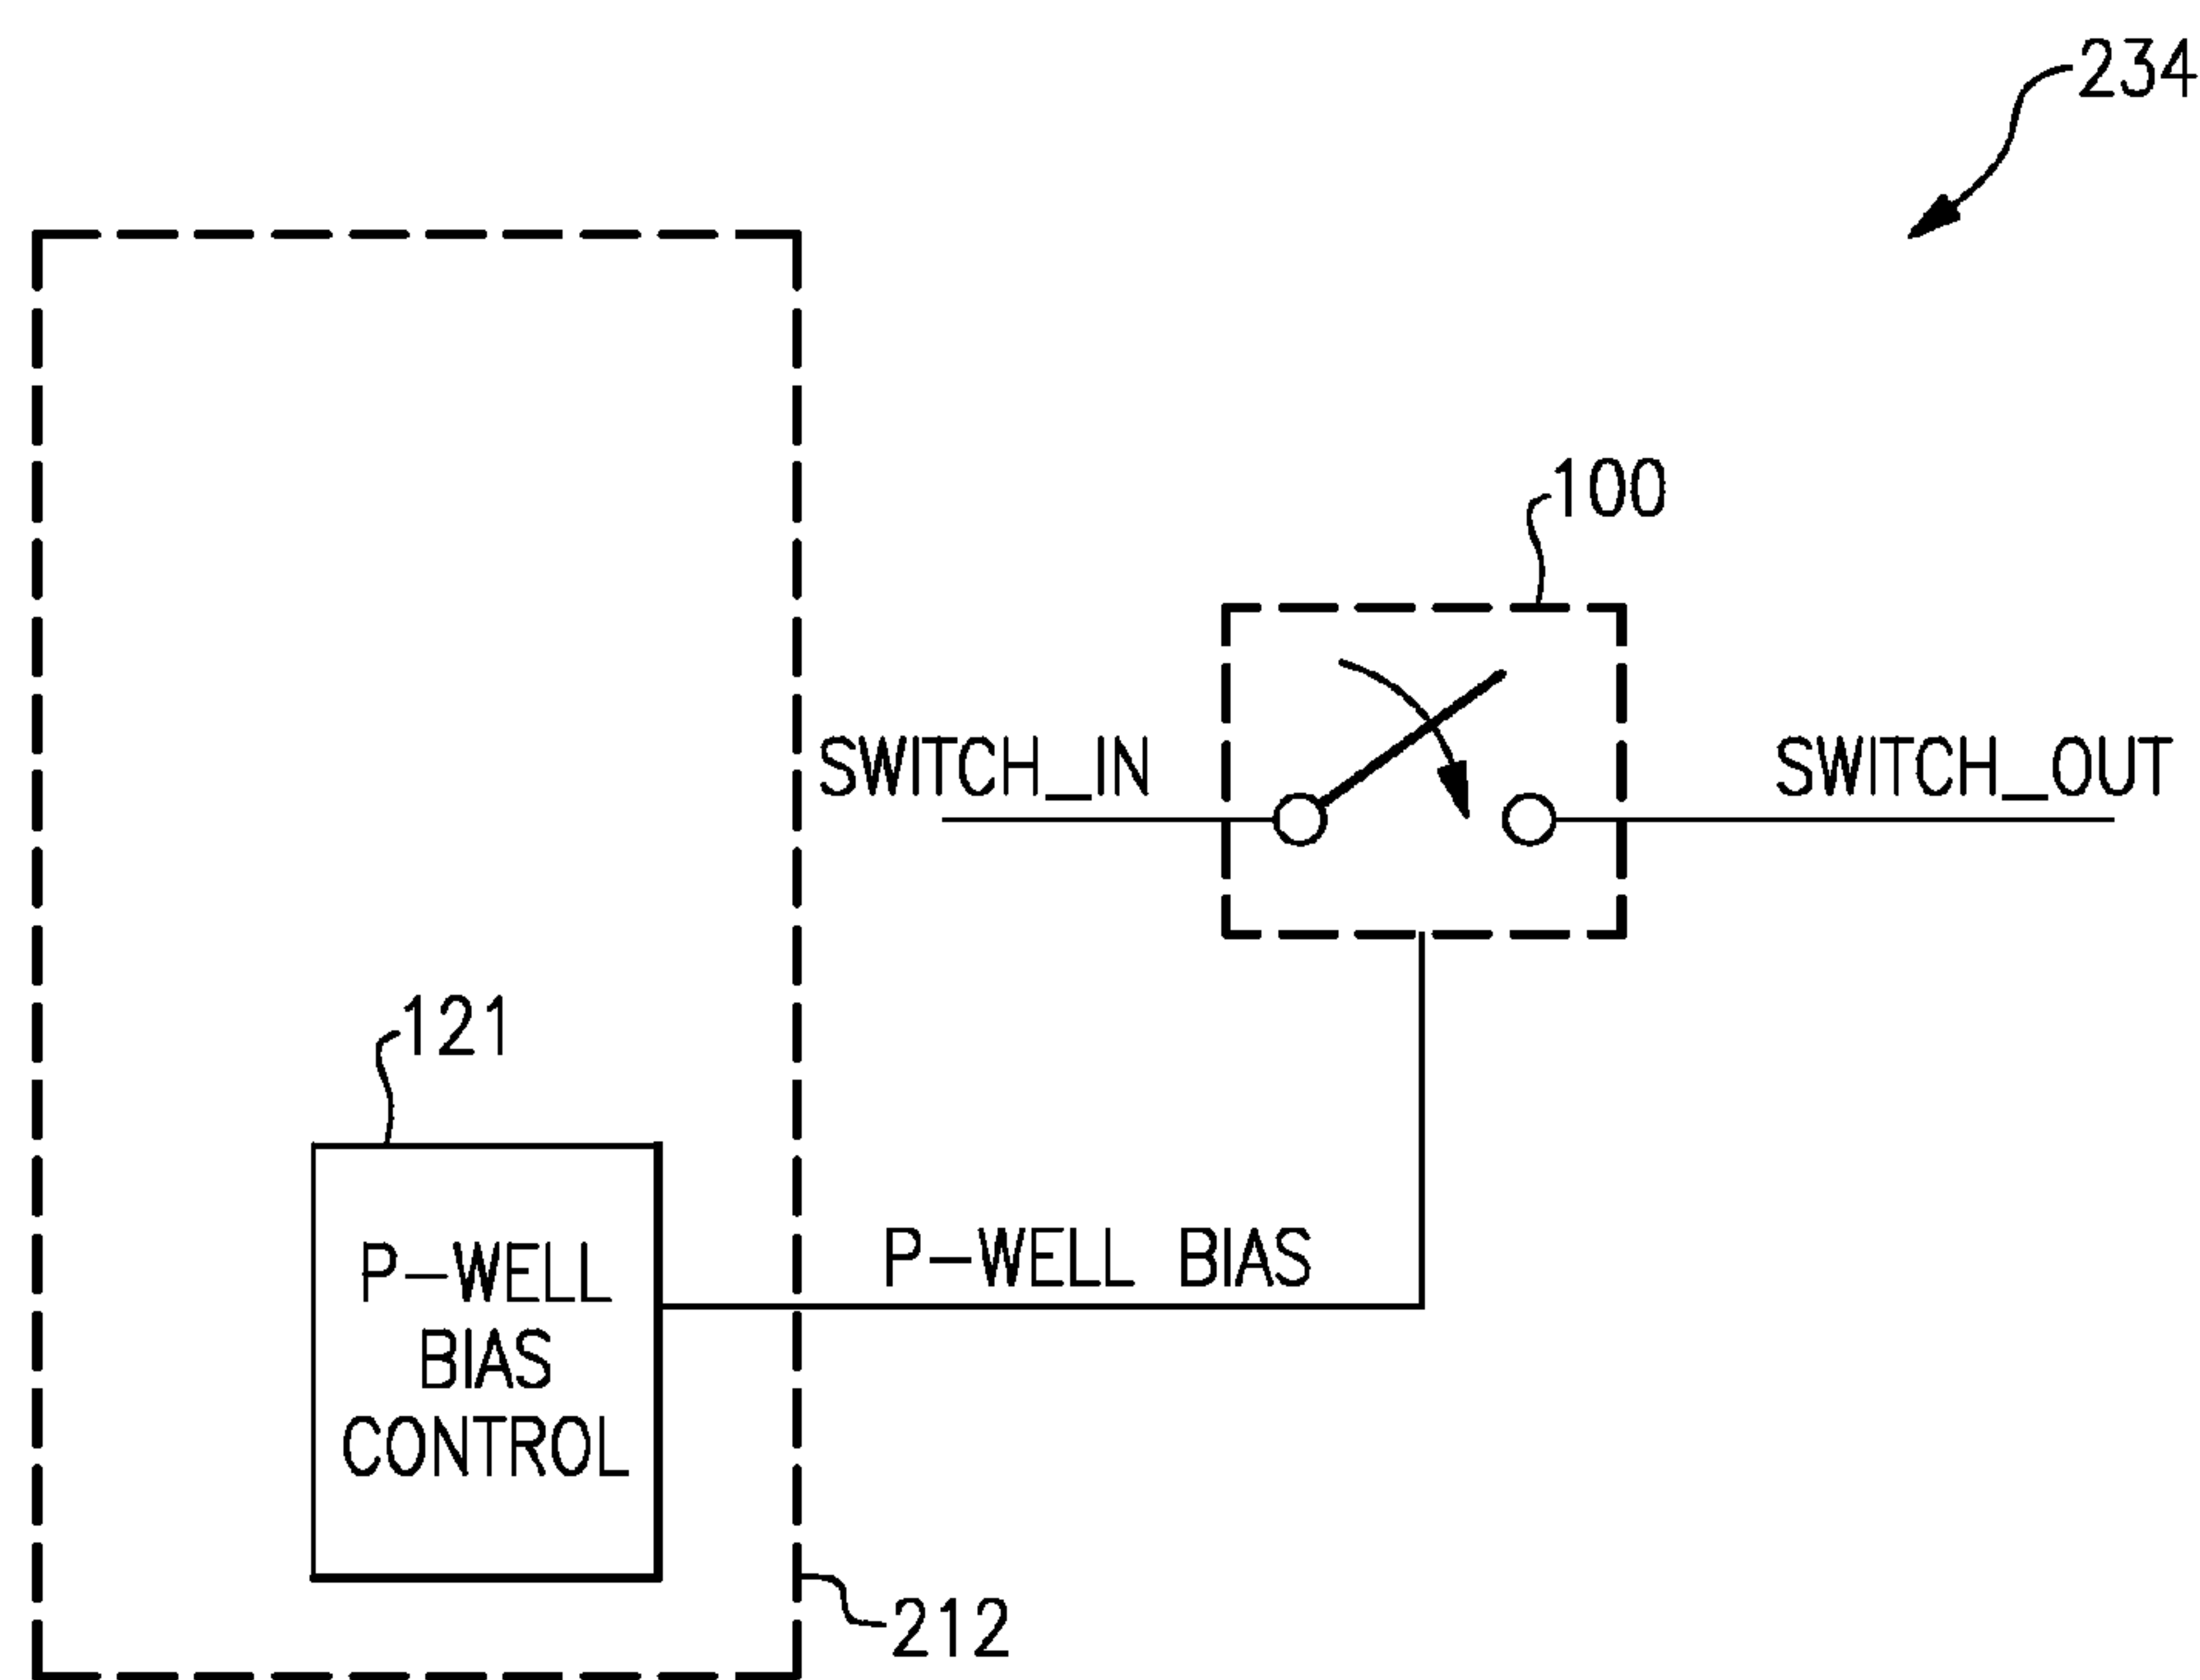 234
100
SWITCH_IN
SWITCH_OUT
121
P-WELL
BIAS
CONTROL
P-WELL BIAS
212